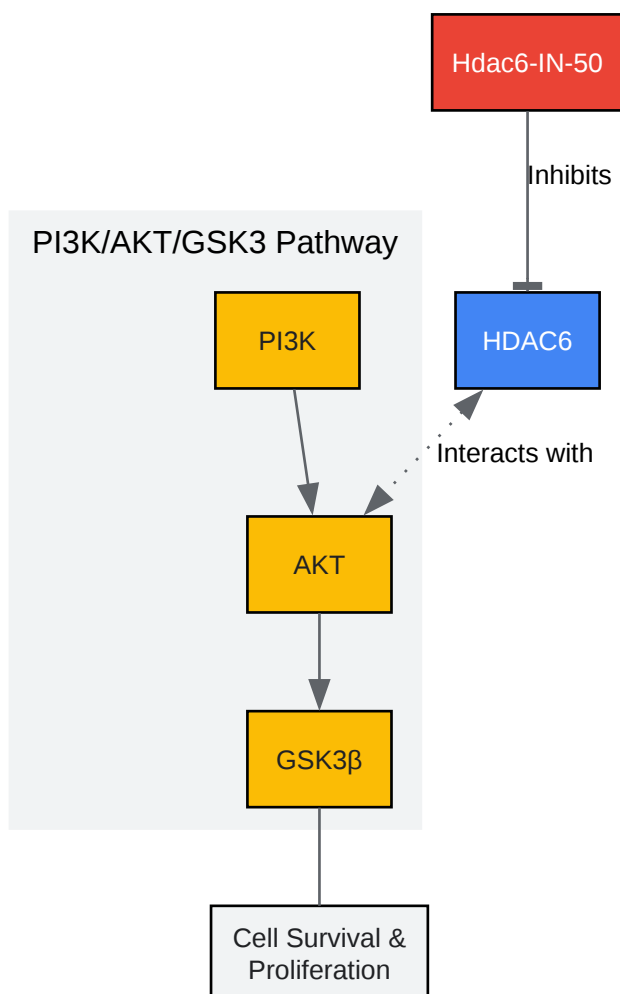 Hdac6-IN-50
Inhibits
PI3K/AKT/GSK3 Pathway
PI3K
HDAC6
Interacts with
AKT
GSK3β
Cell Survival &
Proliferation